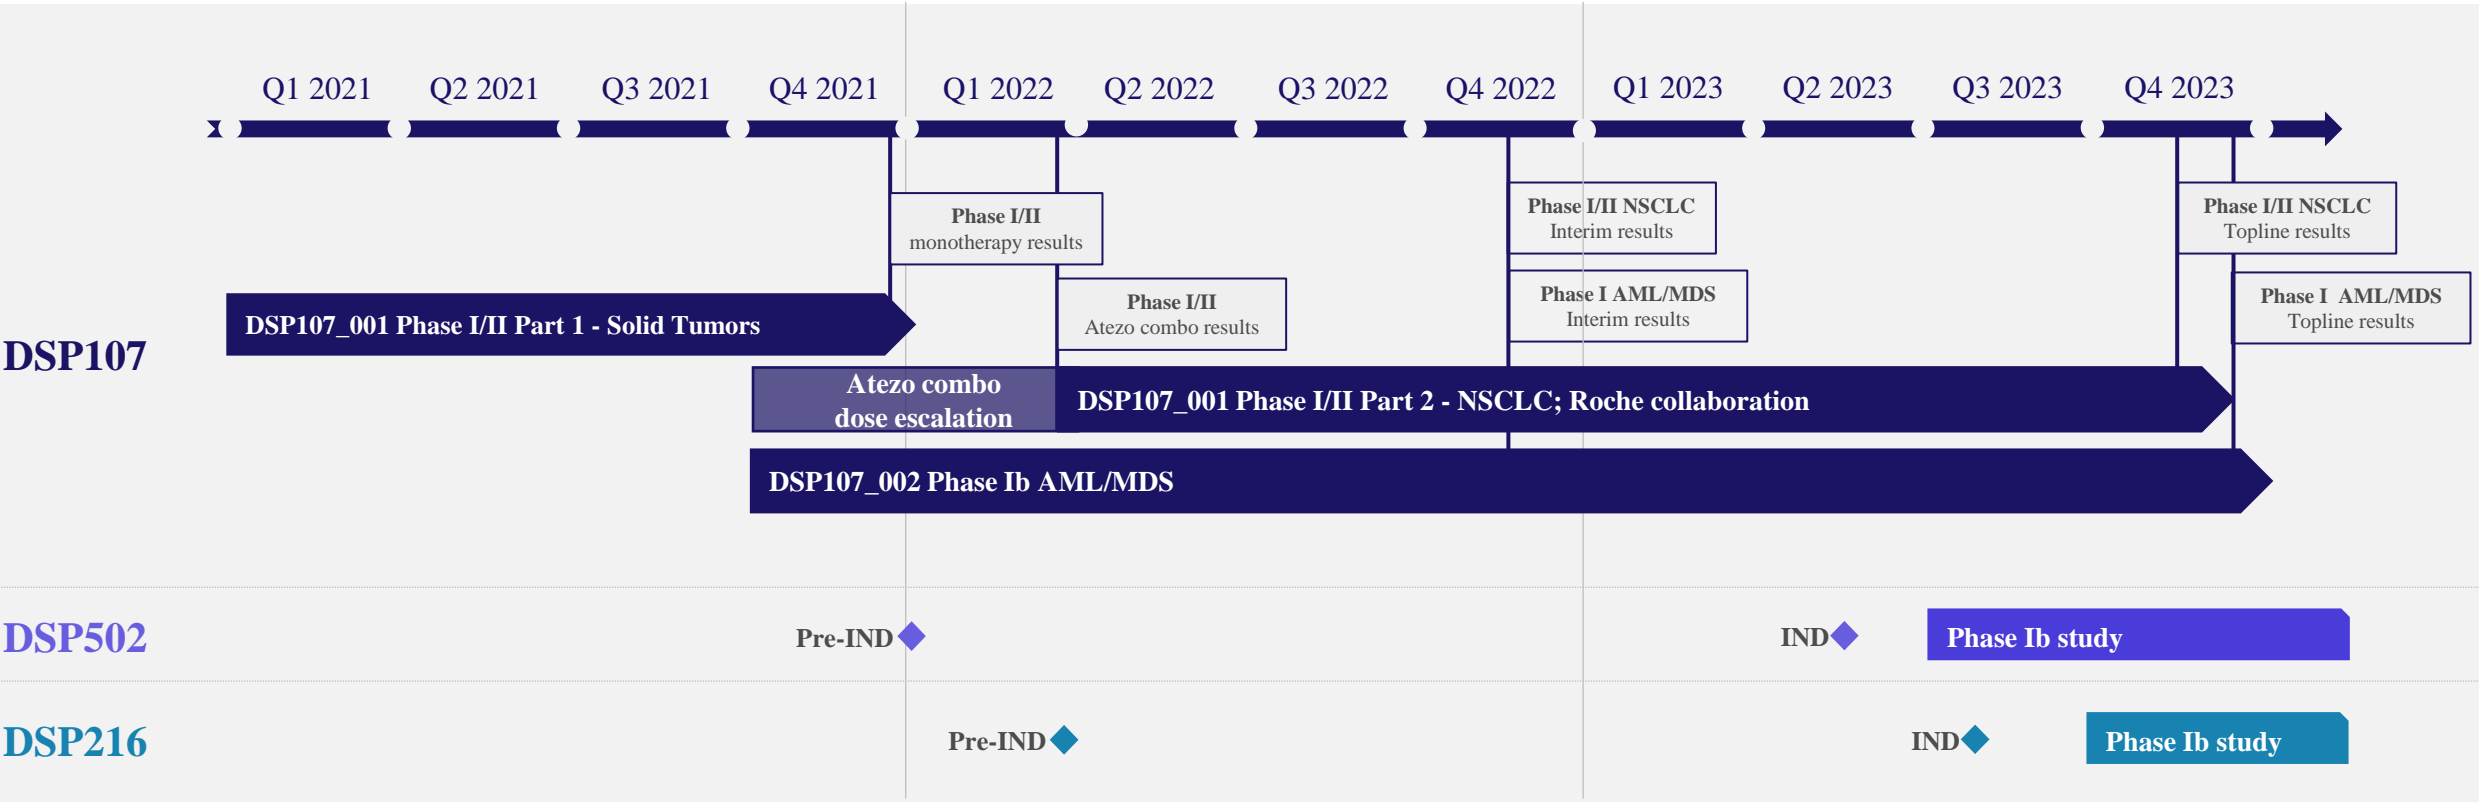 Q1 2021 Q2 2021 Q3 2021 Q4 2021 Q1 2022 Q2 2022 Q3 2022 Q4 2022 Q1 2023 Q2 2023 Q3 2023 Q4 2023
Phase I/II
monotherapy results
Phase I/II NSCLC
Interim results
Phase I/II NSCLC
Topline results
Phase I/II
Atezo combo results
Phase I AML/MDS
Interim results
Phase I  AML/MDS
Topline results
DSP107
DSP107_001 Phase I/II Part 1 - Solid Tumors
Atezo combo
dose escalation
DSP107_001 Phase I/II Part 2 - NSCLC; Roche collaboration
DSP107_002 Phase Ib AML/MDS
DSP502
Pre-IND
IND
Phase Ib study
DSP216
Pre-IND
IND
Phase Ib study